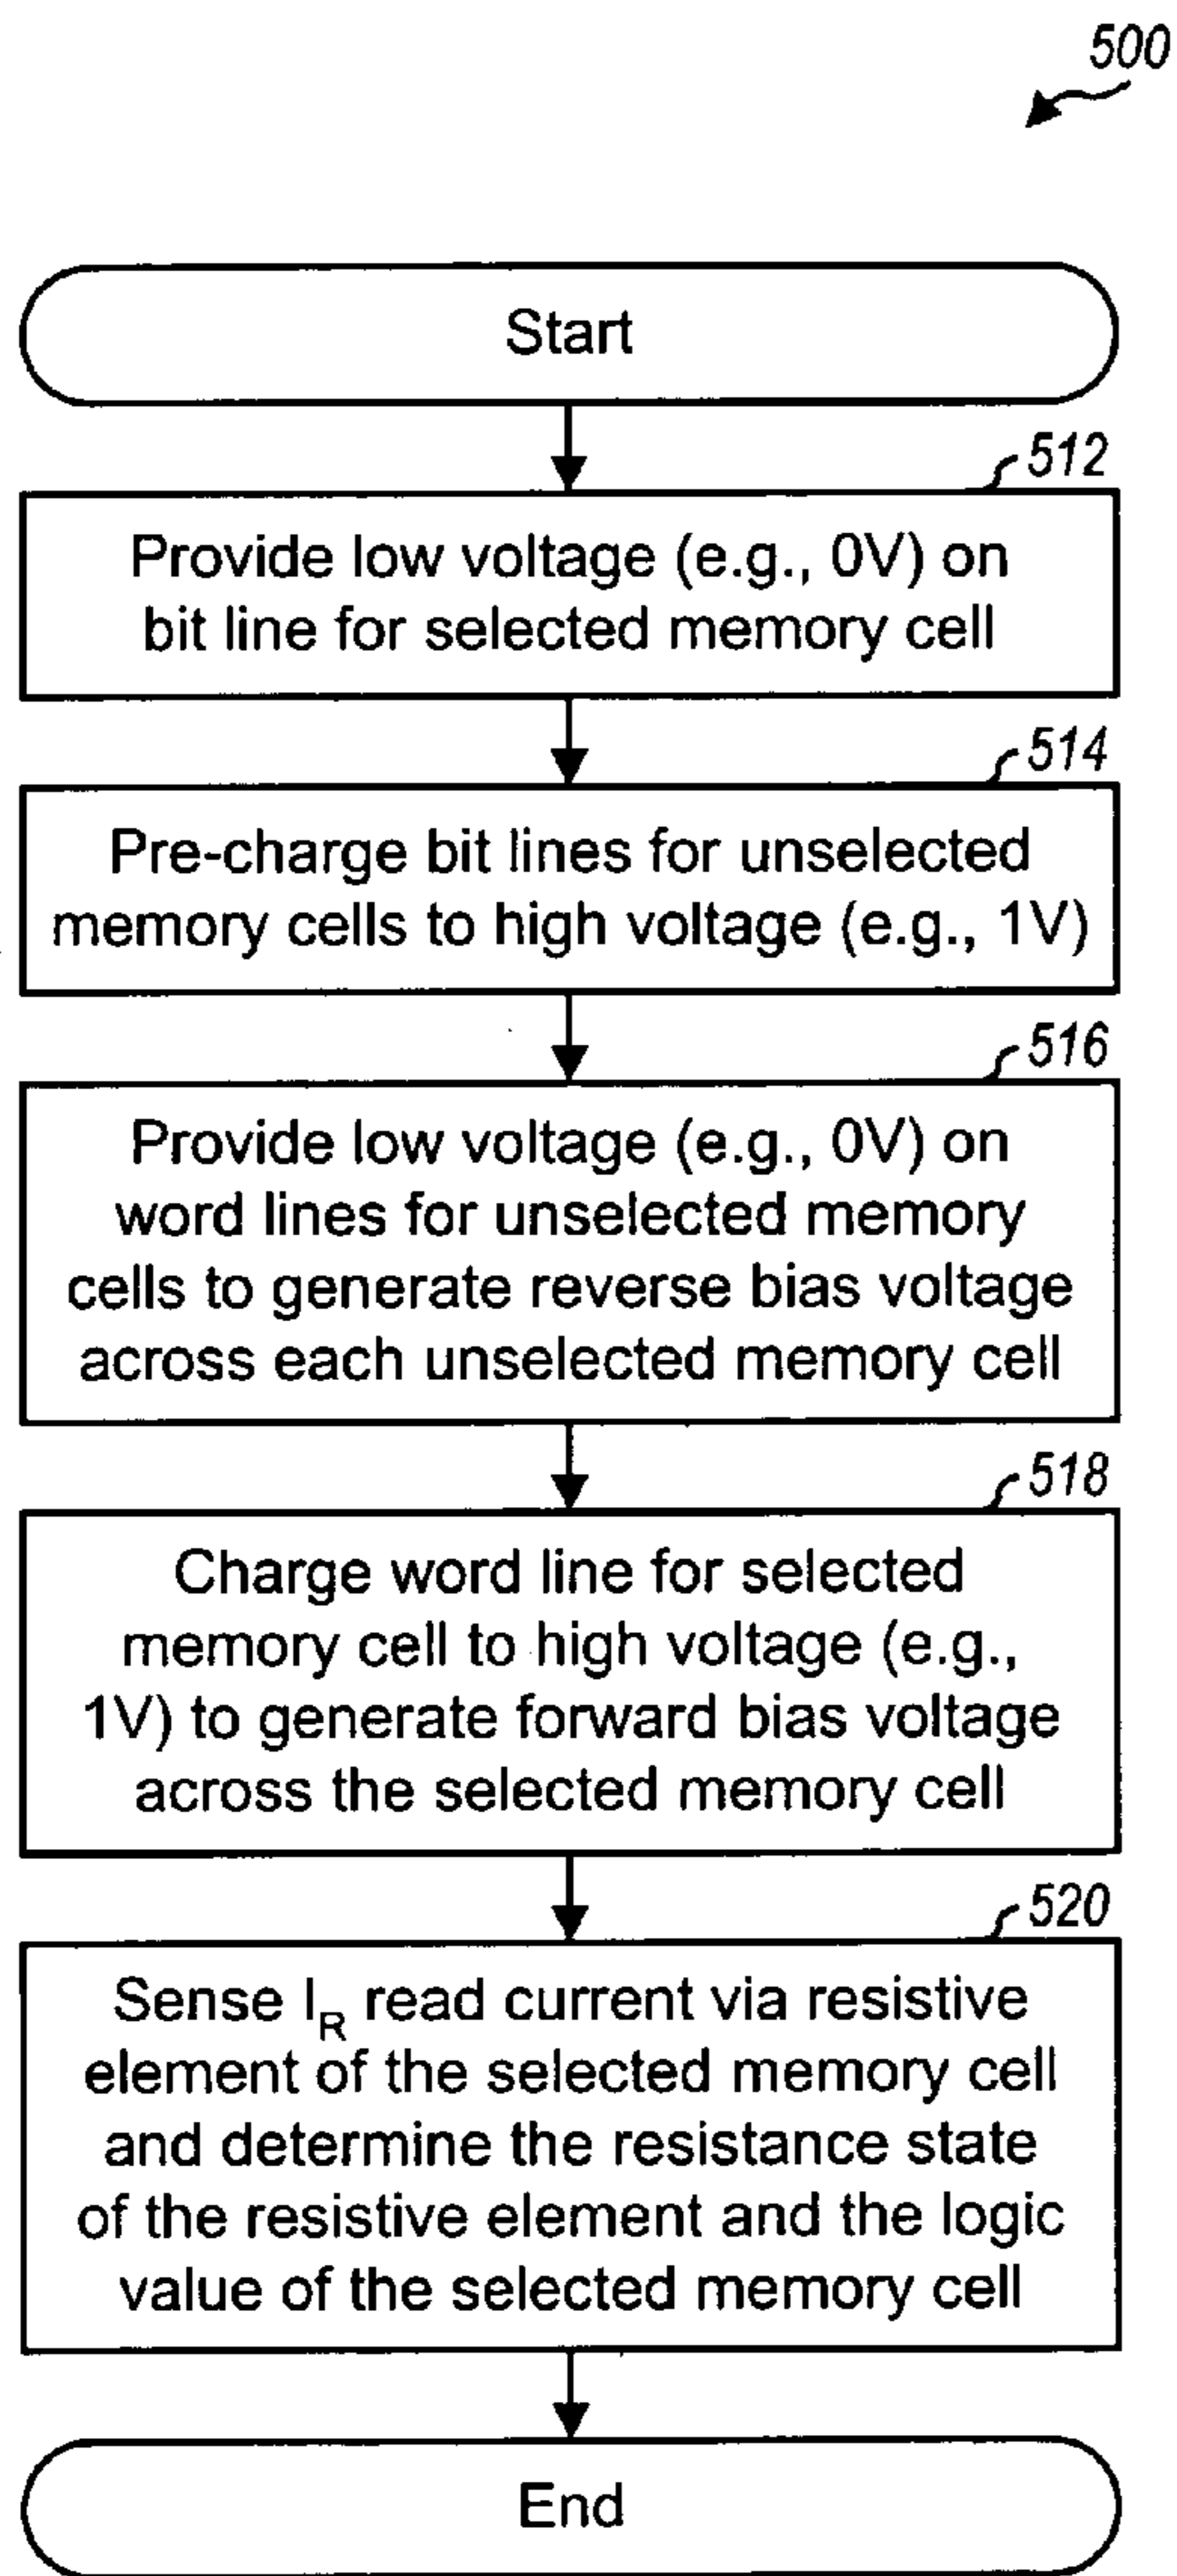 500
Start
512
Provide low voltage (e.g., 0V) on
bit line for selected memory cell
514
Pre-charge bit lines for unselected
memory cells to high voltage (e.g., 1V)
516
Provide low voltage (e.g., 0V) on
word lines for unselected memory
cells to generate reverse bias voltage
across each unselected memory cell
518
Charge word line for selected
memory cell to high voltage (e.g.,
1V) to generate forward bias voltage
across the selected memory cell
520
Sense I_R read current via resistive
element of the selected memory cell
and determine the resistance state
of the resistive element and the logic
value of the selected memory cell
End